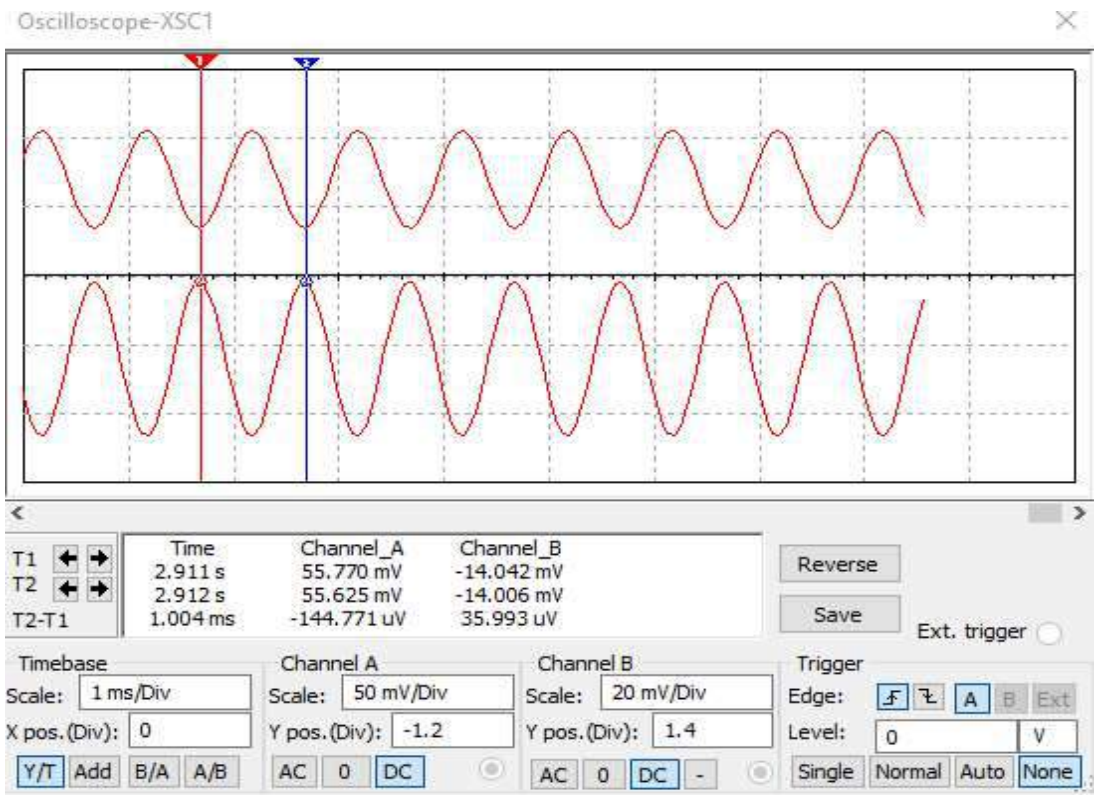 Oscilloscope-XSC1
1
2
T1
T2
T2-T1
Time Channel_A Channel_B
2.911 s 55.770 mV -14.042 mV
2.912 s 55.625 mV -14.006 mV
1.004 ms -144.771 uV 35.993 uV
Reverse
Save
Ext. trigger
Timebase
Scale: 1 ms/Div
X pos.(Div): 0
Y/T Add B/A A/B
Channel A
Scale: 50 mV/Div
Y pos.(Div): -1.2
AC 0 DC
Channel B
Scale: 20 mV/Div
Y pos.(Div): 1.4
AC 0 DC -
Trigger
Edge: A B Ext
Level: 0 V
Single Normal Auto None